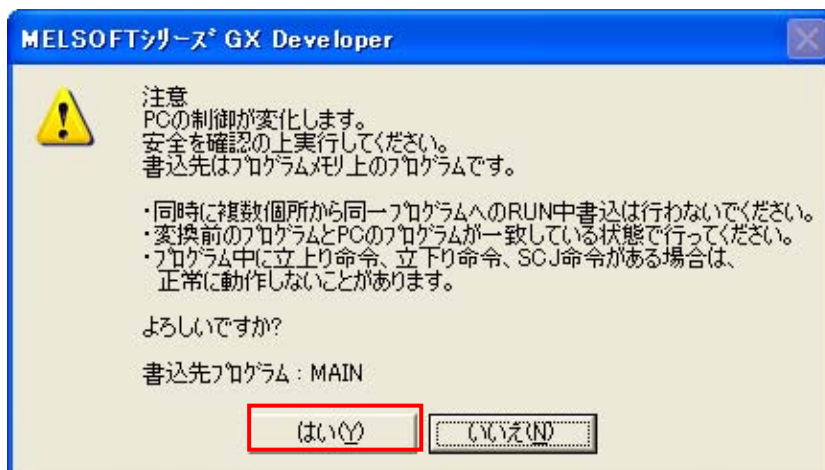 MELSOFTｼﾘｰｽﾞ GX Developer
注意
PCの制御が変化します。
安全を確認の上実行してください。
書込先はﾌﾟﾛｸﾞﾗﾑﾒﾓﾘ上のﾌﾟﾛｸﾞﾗﾑです。
・同時に複数個所から同一ﾌﾟﾛｸﾞﾗﾑへのRUN中書込は行わないでください。
・変換前のﾌﾟﾛｸﾞﾗﾑとPCのﾌﾟﾛｸﾞﾗﾑが一致している状態で行ってください。
・ﾌﾟﾛｸﾞﾗﾑ中に立上り命令、立下り命令、SCJ命令がある場合は、
正常に動作しないことがあります。
よろしいですか?
書込先ﾌﾟﾛｸﾞﾗﾑ : MAIN
はい(Y) いいえ(N)